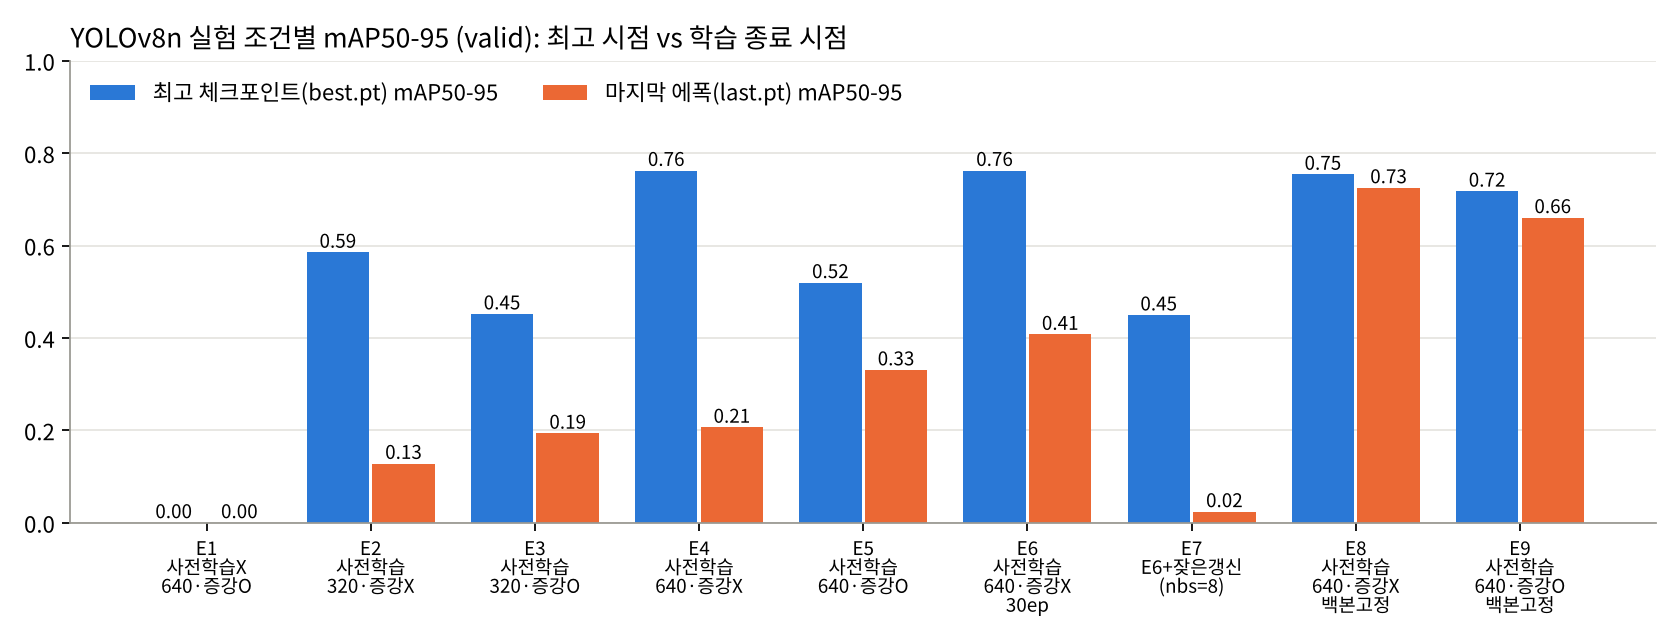 YOLOv8n 실험 조건별 mAP50-95 (valid): 최고 시점 vs 학습 종료 시점
최고 체크포인트(best.pt) mAP50-95
마지막 에폭(last.pt) mAP50-95
1.0
0.8
0.6
0.4
0.2
0.0
0.00
0.00
0.59
0.13
0.45
0.19
0.76
0.21
0.52
0.33
0.76
0.41
0.45
0.02
0.75
0.73
0.72
0.66
E1
사전학습X
640·증강O
E2
사전학습
320·증강X
E3
사전학습
320·증강O
E4
사전학습
640·증강X
E5
사전학습
640·증강O
E6
사전학습
640·증강X
30ep
E7
E6+잦은갱신
(nbs=8)
E8
사전학습
640·증강X
백본고정
E9
사전학습
640·증강O
백본고정